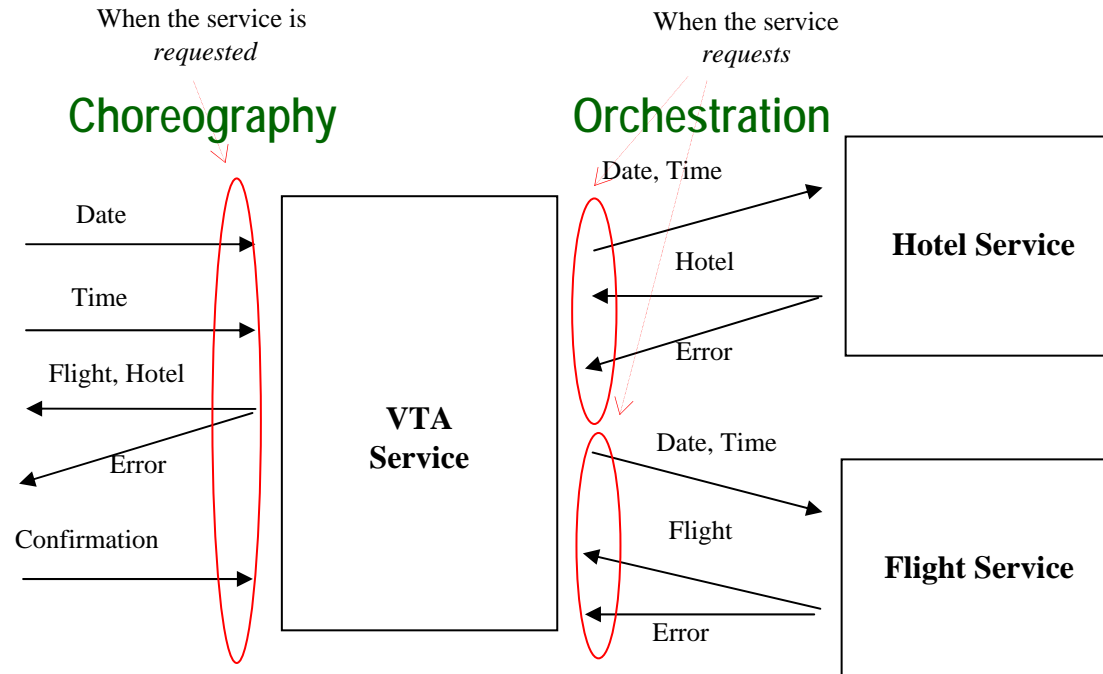 When the service is
requested
When the service
requests
Choreography
Orchestration
Date
Time
Flight, Hotel
Error
Confirmation
VTA
Service
Date, Time
Hotel
Error
Hotel Service
Date, Time
Flight
Error
Flight Service